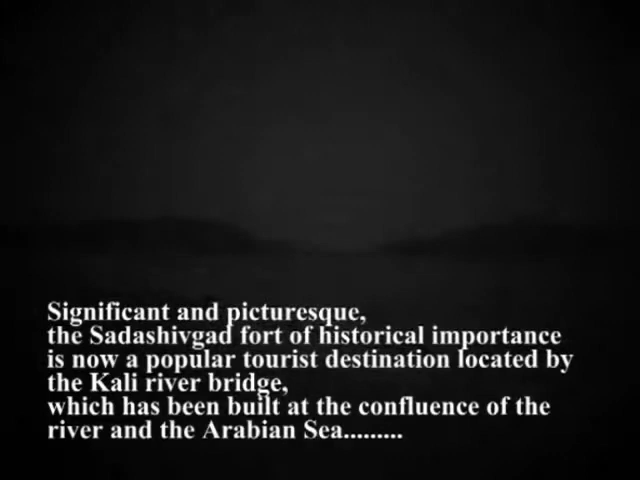 Significant and picturesque,
the Sadashivgad fort of historical importance
is now a popular tourist destination located by
the Kali river bridge,
which has been built at the confluence of the
river and the Arabian Sea.........